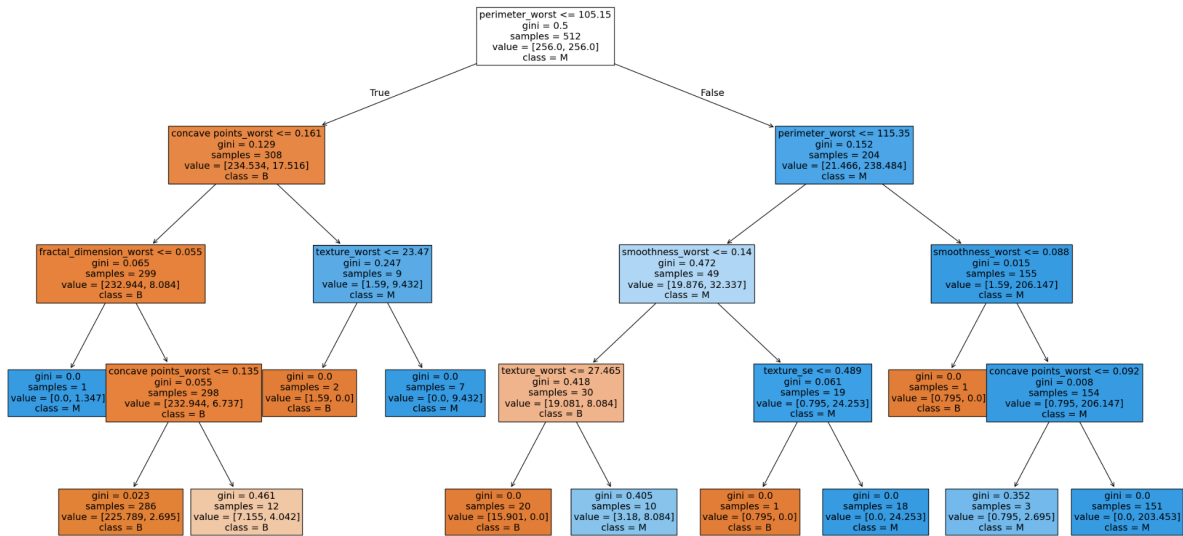 perimeter_worst <= 105.15
gini = 0.5
samples = 512
value = [256.0, 256.0]
class = M
True
False
concave points_worst <= 0.161
gini = 0.129
samples = 308
value = [234.534, 17.516]
class = B
perimeter_worst <= 115.35
gini = 0.152
samples = 204
value = [21.466, 238.484]
class = M
fractal_dimension_worst <= 0.055
gini = 0.065
samples = 299
value = [232.944, 8.084]
class = B
texture_worst <= 23.47
gini = 0.247
samples = 9
value = [1.59, 9.432]
class = M
smoothness_worst <= 0.14
gini = 0.472
samples = 49
value = [19.876, 32.337]
class = M
smoothness_worst <= 0.088
gini = 0.015
samples = 155
value = [1.59, 206.147]
class = M
gini = 0.0
samples = 1
value = [0.0, 1.347]
class = M
concave points_worst <= 0.135
gini = 0.055
samples = 298
value = [232.944, 6.737]
class = B
gini = 0.0
samples = 2
value = [1.59, 0.0]
class = B
gini = 0.0
samples = 7
value = [0.0, 9.432]
class = M
texture_worst <= 27.465
gini = 0.418
samples = 30
value = [19.081, 8.084]
class = B
texture_se <= 0.489
gini = 0.061
samples = 19
value = [0.795, 24.253]
class = M
gini = 0.0
samples = 1
value = [0.795, 0.0]
class = B
concave points_worst <= 0.092
gini = 0.008
samples = 154
value = [0.795, 206.147]
class = M
gini = 0.023
samples = 286
value = [225.789, 2.695]
class = B
gini = 0.461
samples = 12
value = [7.155, 4.042]
class = B
gini = 0.0
samples = 20
value = [15.901, 0.0]
class = B
gini = 0.405
samples = 10
value = [3.18, 8.084]
class = M
gini = 0.0
samples = 1
value = [0.795, 0.0]
class = B
gini = 0.0
samples = 18
value = [0.0, 24.253]
class = M
gini = 0.352
samples = 3
value = [0.795, 2.695]
class = M
gini = 0.0
samples = 151
value = [0.0, 203.453]
class = M